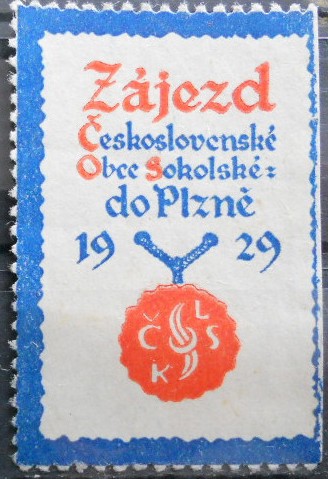 Zájezd
Československé
Obce Sokolské:
do Plzně
19 29
Č L
S
K